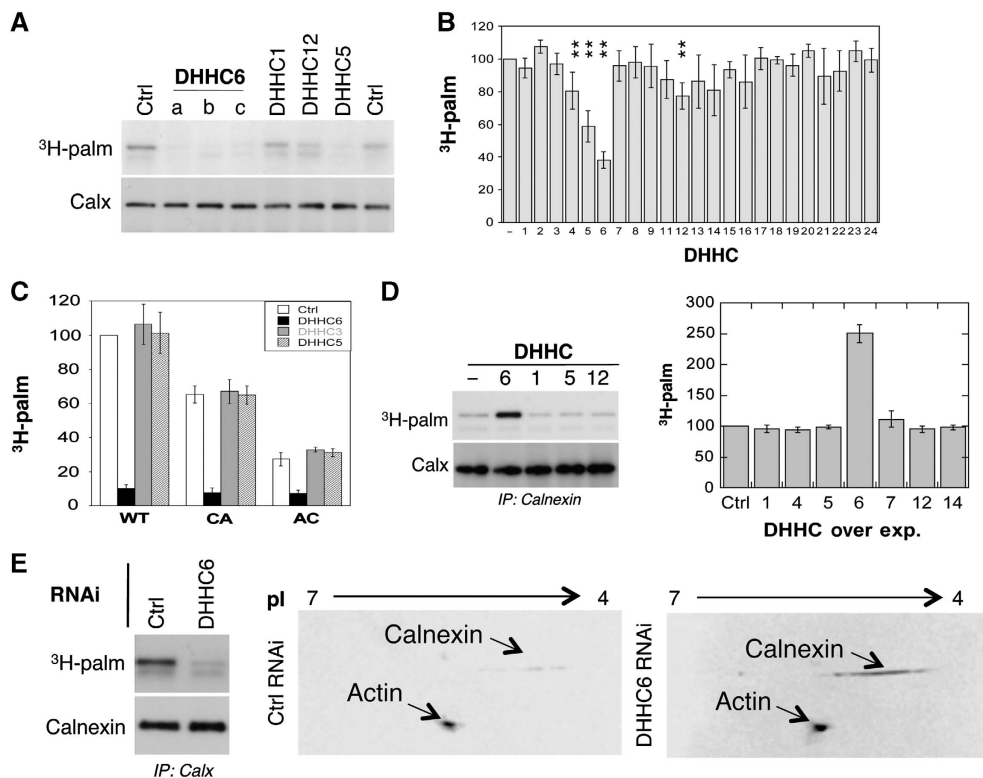 A
Ctrl
DHHC6
a b c
DHHC1
DHHC12
DHHC5
Ctrl
³H-palm
Calx
B
³H-palm
120
100
80
60
40
20
0
** ** ** **
– 1 2 3 4 5 6 7 8 9 11 12 13 14 15 16 17 18 19 20 21 22 23 24
DHHC
C
³H-palm
120
100
80
60
40
20
0
Ctrl
DHHC6
DHHC3
DHHC5
WT CA AC
D
DHHC
– 6 1 5 12
³H-palm
Calx
IP: Calnexin
³H-palm
300
250
200
150
100
50
0
Ctrl 1 4 5 6 7 12 14
DHHC over exp.
E
RNAi
Ctrl
DHHC6
³H-palm
Calnexin
IP: Calx
pI 7 4
Ctrl RNAi
Calnexin
Actin
7 4
DHHC6 RNAi
Calnexin
Actin